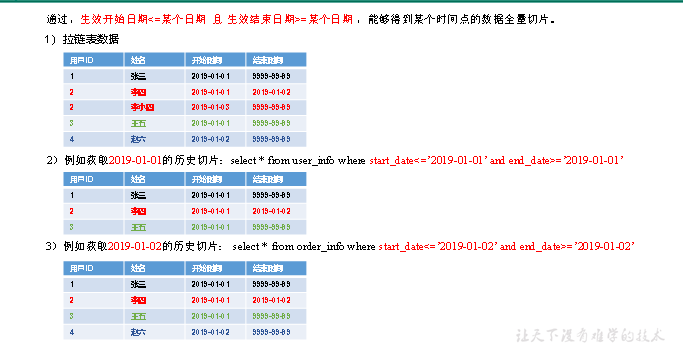 通过，生效开始日期<=某个日期 且 生效结束日期>=某个日期 ，能够得到某个时间点的数据全量切片。
1）拉链表数据
用户ID 姓名 开始时间 结束时间
1 张三 2019-01-01 9999-99-99
2 李四 2019-01-01 2019-01-02
2 李小四 2019-01-03 9999-99-99
3 王五 2019-01-01 9999-99-99
4 赵六 2019-01-02 9999-99-99
2）例如获取2019-01-01的历史切片：select * from user_info where start_date<='2019-01-01' and end_date>='2019-01-01'
用户ID 姓名 开始时间 结束时间
1 张三 2019-01-01 9999-99-99
2 李四 2019-01-01 2019-01-02
3 王五 2019-01-01 9999-99-99
3）例如获取2019-01-02的历史切片： select * from order_info where start_date<='2019-01-02' and end_date>='2019-01-02'
用户ID 姓名 开始时间 结束时间
1 张三 2019-01-01 9999-99-99
2 李四 2019-01-01 2019-01-02
3 王五 2019-01-01 9999-99-99
4 赵六 2019-01-02 9999-99-99
让天下没有难学的技术